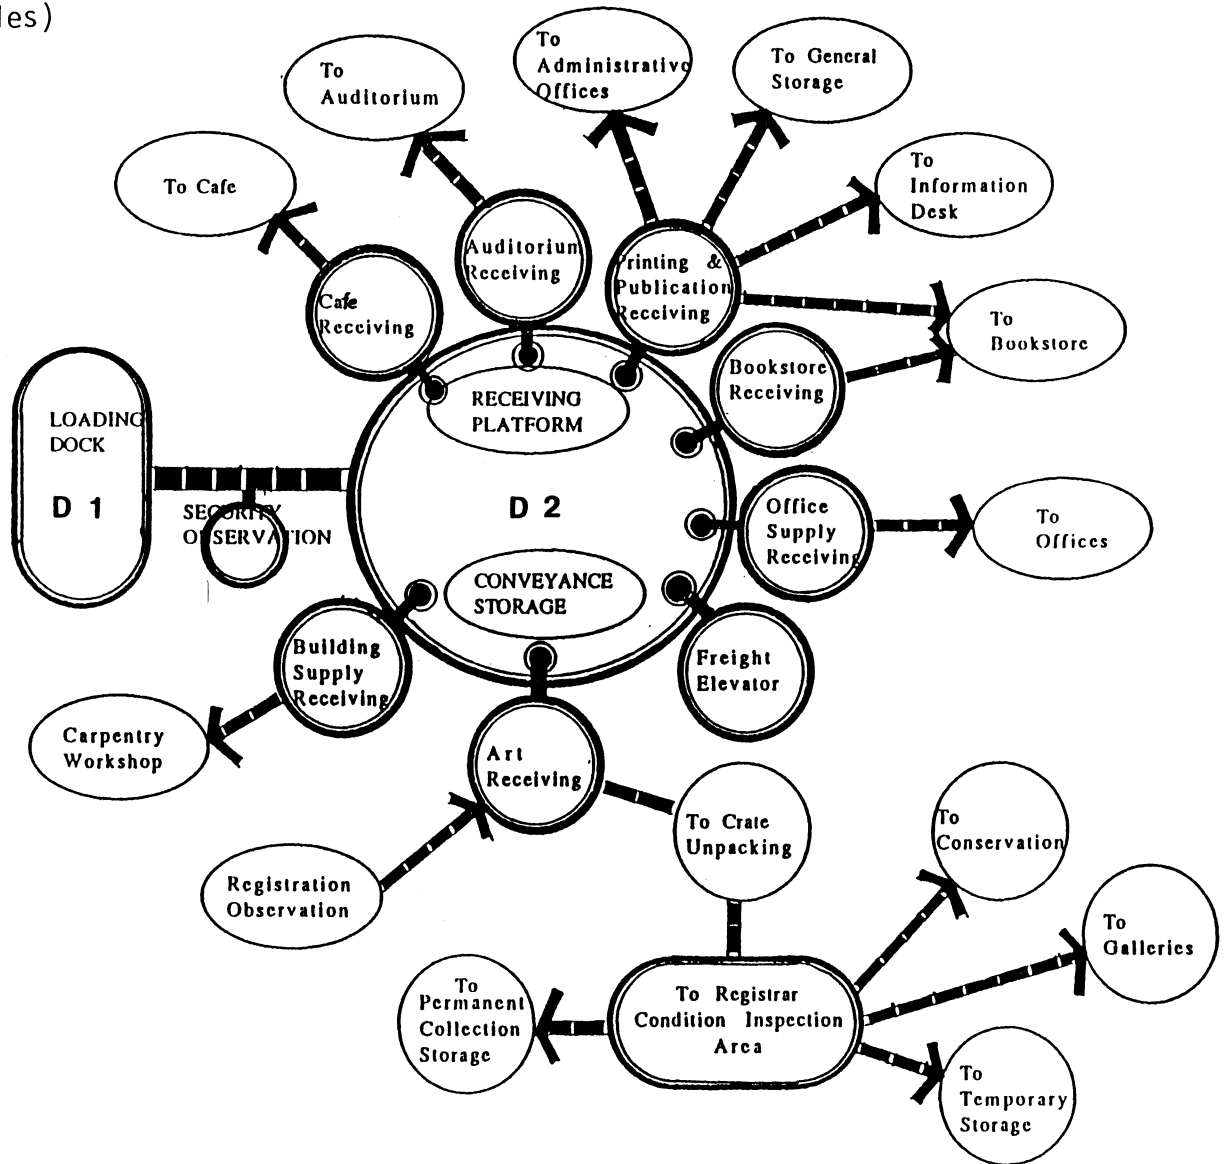 To
Auditorium
To
Administrative
Offices
To General
Storage
To Cafe
To
Information
Desk
Auditorium
Receiving
Printing &
Publication
Receiving
Cafe
Receiving
To
Bookstore
Bookstore
Receiving
RECEIVING
PLATFORM
LOADING
DOCK
D 1
SECURITY
OBSERVATION
D 2
Office
Supply
Receiving
To
Offices
CONVEYANCE
STORAGE
Building
Supply
Receiving
Freight
Elevator
Carpentry
Workshop
Art
Receiving
To Crate
Unpacking
To
Conservation
Registration
Observation
To
Galleries
To
Permanent
Collection
Storage
To Registrar
Condition Inspection
Area
To
Temporary
Storage